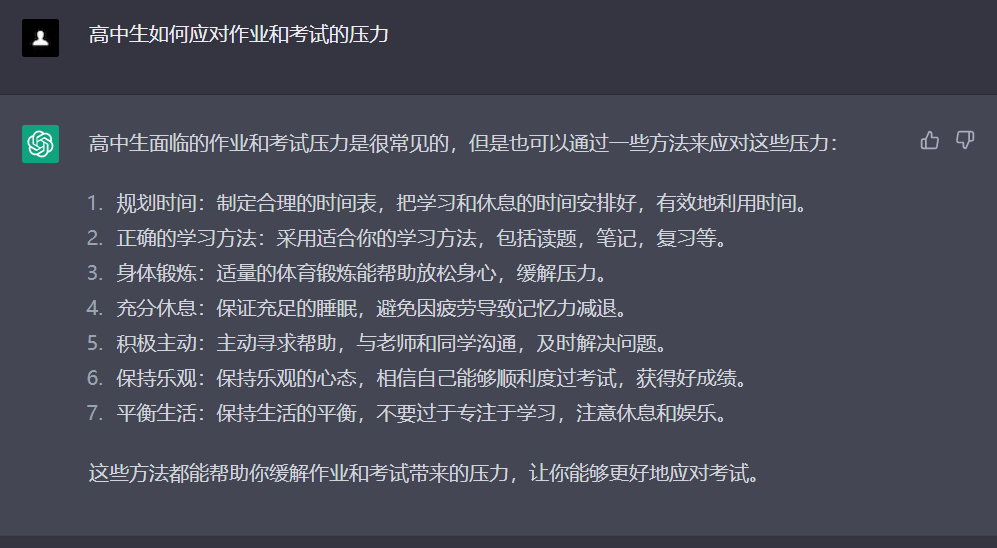 高中生如何应对作业和考试的压力
高中生面临的作业和考试压力是很常见的，但是也可以通过一些方法来应对这些压力：
1. 规划时间：制定合理的时间表，把学习和休息的时间安排好，有效地利用时间。
2. 正确的学习方法：采用适合你的学习方法，包括读题，笔记，复习等。
3. 身体锻炼：适量的体育锻炼能帮助放松身心，缓解压力。
4. 充分休息：保证充足的睡眠，避免因疲劳导致记忆力减退。
5. 积极主动：主动寻求帮助，与老师和同学沟通，及时解决问题。
6. 保持乐观：保持乐观的心态，相信自己能够顺利度过考试，获得好成绩。
7. 平衡生活：保持生活的平衡，不要过于专注于学习，注意休息和娱乐。
这些方法都能帮助你缓解作业和考试带来的压力，让你能够更好地应对考试。